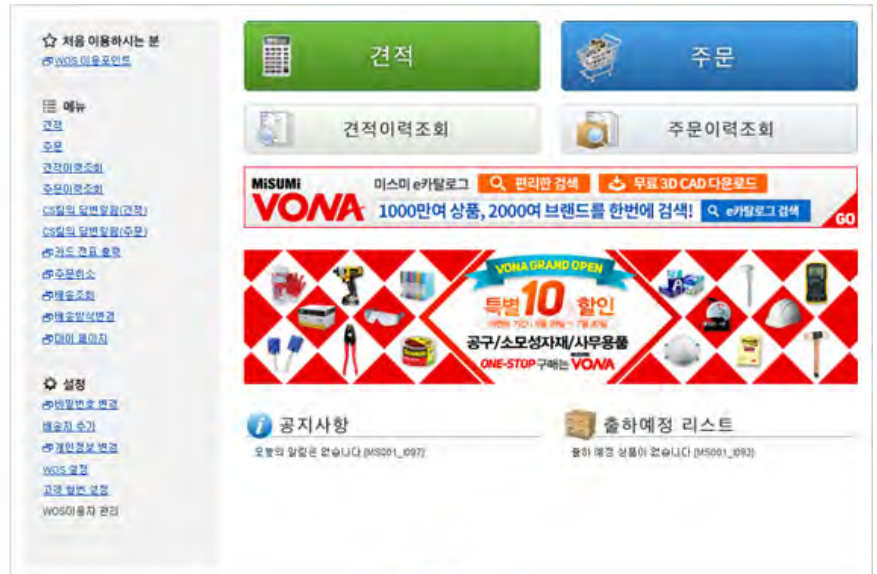 처음 이용하시는 분
WOS 이용포인트
메뉴
견적
주문
견적이력조회
주문이력조회
CS팀의 답변알람(견적)
CS팀의 답변알람(주문)
카드 전표 출력
주문취소
배송조회
배송방식변경
마이 페이지
설정
비밀번호 변경
배송지 추가
개인정보 변경
WOS 설정
고객 형번 설정
WOS이용자 관리
견적
주문
견적이력조회
주문이력조회
MiSUMi
VONA
미스미 e카탈로그 편리한 검색 무료 3D CAD 다운로드
1000만여 상품, 2000여 브랜드를 한번에 검색! e카탈로그 검색
GO
VONA GRAND OPEN
특별 10 할인
공구/소모성자재/사무용품
ONE-STOP 구매는 MISUMI VONA
공지사항
오늘의 알림은 없습니다.[MS001_I097]
출하예정 리스트
출하 예정 상품이 없습니다.[MS001_I093]